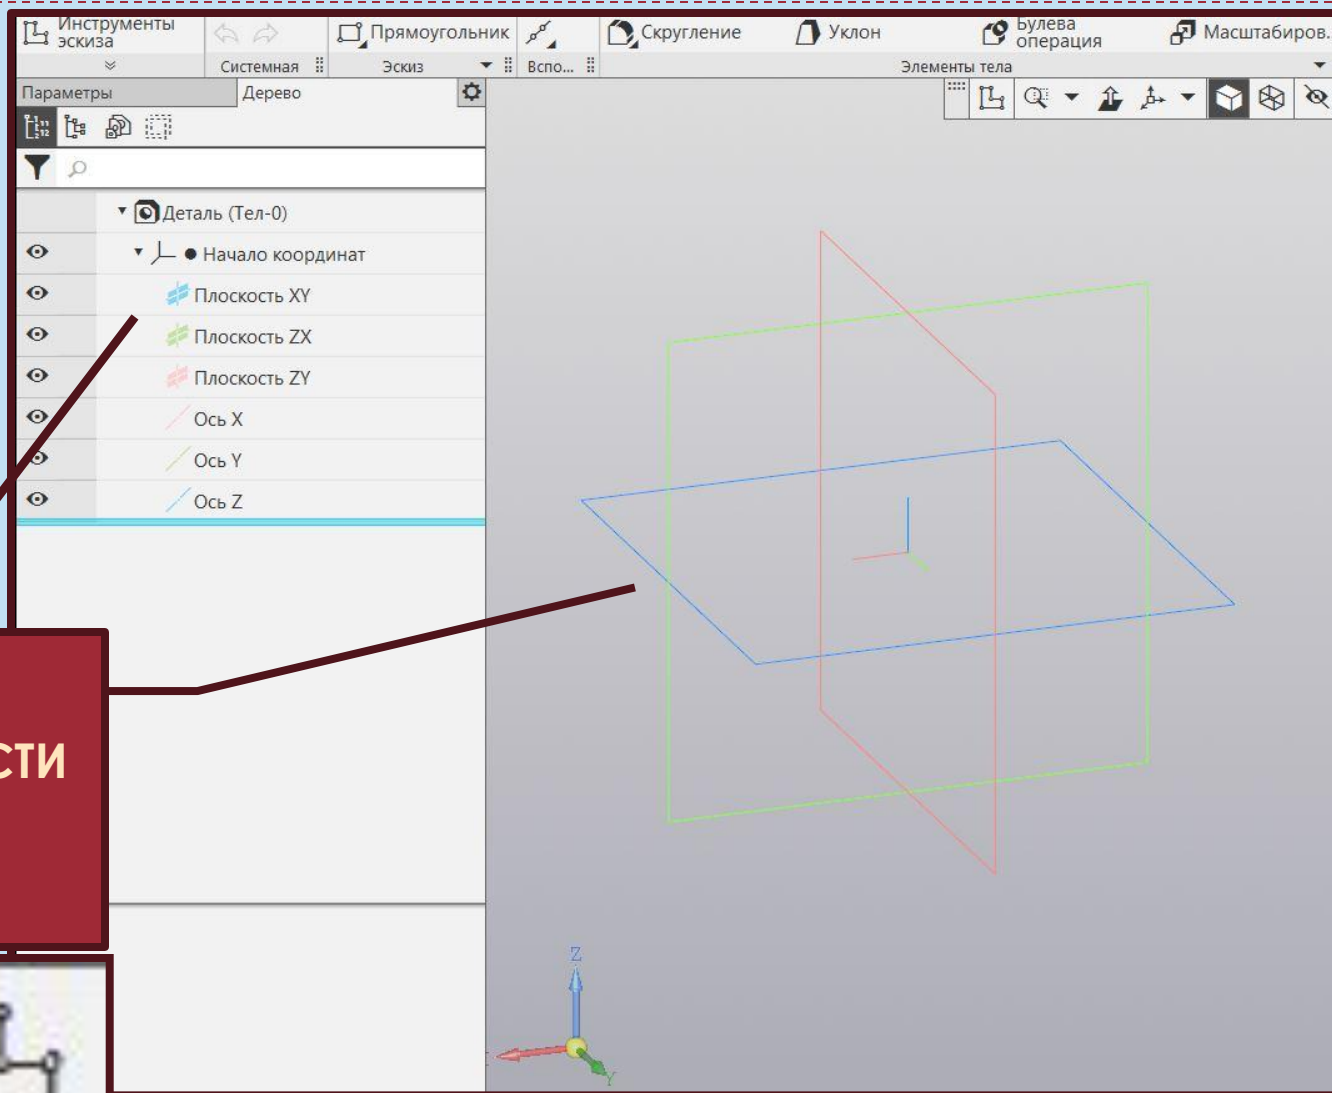 Инструменты
эскиза
Прямоугольник
Скругление
Уклон
Булева
операция
Масштабиров.
Системная
Эскиз
Вспо...
Элементы тела
Параметры
Дерево
Деталь (Тел-0)
Начало координат
Плоскость XY
Плоскость ZX
Плоскость ZY
Ось X
Ось Y
Ось Z
СТИ
Z
Y